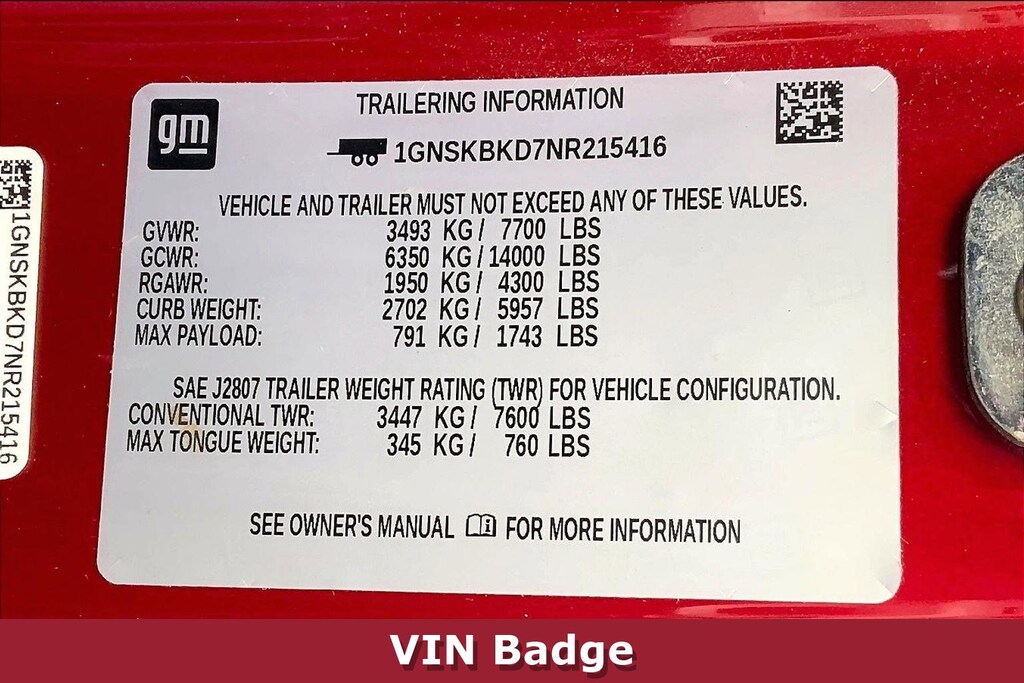 gm
TRAILERING INFORMATION
1GNSKBKD7NR215416
VEHICLE AND TRAILER MUST NOT EXCEED ANY OF THESE VALUES.
GVWR: 3493 KG / 7700 LBS
GCWR: 6350 KG / 14000 LBS
RGAWR: 1950 KG / 4300 LBS
CURB WEIGHT: 2702 KG / 5957 LBS
MAX PAYLOAD: 791 KG / 1743 LBS
SAE J2807 TRAILER WEIGHT RATING (TWR) FOR VEHICLE CONFIGURATION.
CONVENTIONAL TWR: 3447 KG / 7600 LBS
MAX TONGUE WEIGHT: 345 KG / 760 LBS
SEE OWNER'S MANUAL FOR MORE INFORMATION
1GNSKBKD7NR215416
VIN Badge